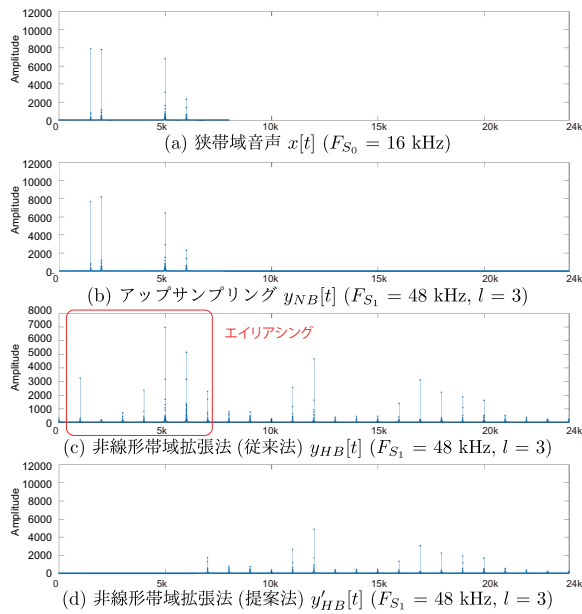 12000
10000
8000
6000
4000
2000
0
Amplitude
0 5k 10k 15k 20k 24k
(a) 狭帯域音声 x[t] (F_{S_0} = 16 kHz)
12000
10000
8000
6000
4000
2000
0
Amplitude
0 5k 10k 15k 20k 24k
(b) アップサンプリング y_{NB}[t] (F_{S_1} = 48 kHz, l = 3)
8000
7000
6000
5000
4000
3000
2000
1000
0
Amplitude
エイリアシング
0 5k 10k 15k 20k 24k
(c) 非線形帯域拡張法 (従来法) y_{HB}[t] (F_{S_1} = 48 kHz, l = 3)
12000
10000
8000
6000
4000
2000
0
Amplitude
0 5k 10k 15k 20k 24k
(d) 非線形帯域拡張法 (提案法) y'_{HB}[t] (F_{S_1} = 48 kHz, l = 3)